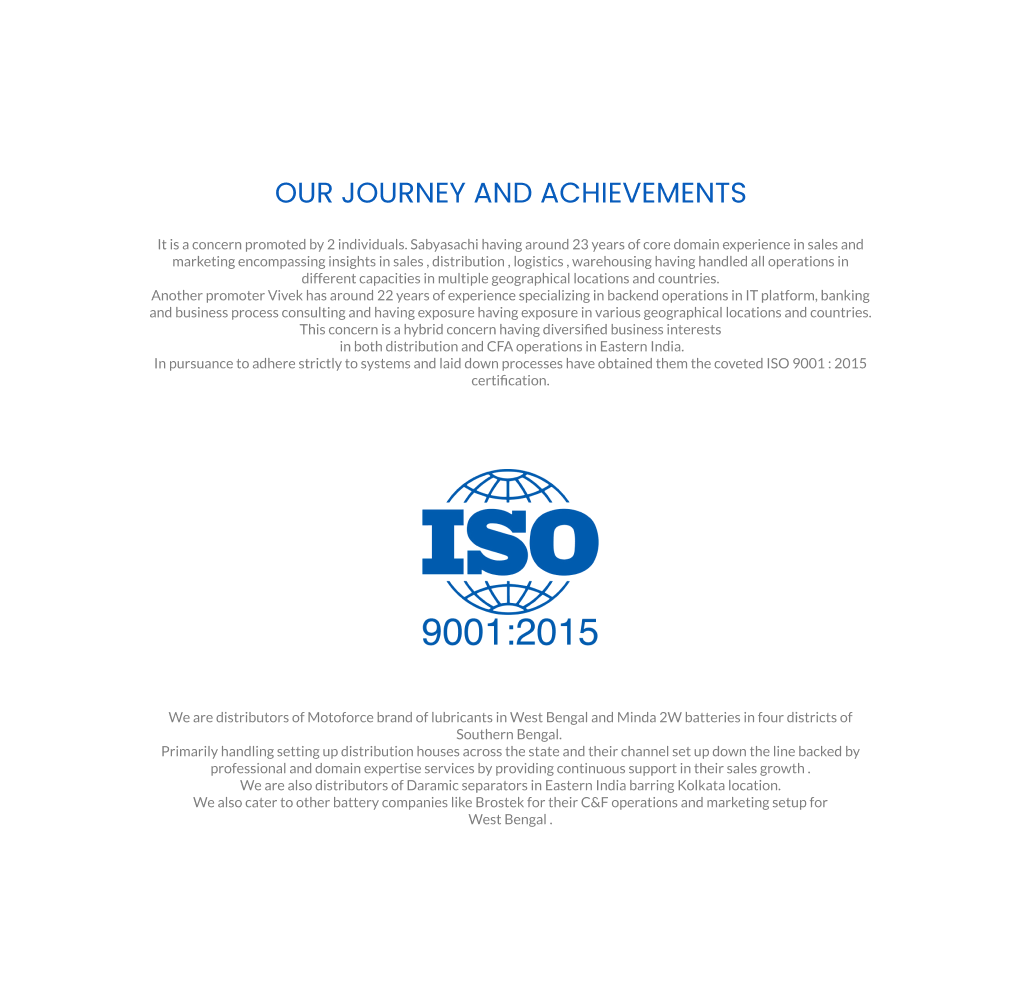 OUR JOURNEY AND ACHIEVEMENTS
It is a concern promoted by 2 individuals. Sabyasachi having around 23 years of core domain experience in sales and
marketing encompassing insights in sales , distribution , logistics , warehousing having handled all operations in
different capacities in multiple geographical locations and countries.
Another promoter Vivek has around 22 years of experience specializing in backend operations in IT platform, banking
and business process consulting and having exposure having exposure in various geographical locations and countries.
This concern is a hybrid concern having diversified business interests
in both distribution and CFA operations in Eastern India.
In pursuance to adhere strictly to systems and laid down processes have obtained them the coveted ISO 9001 : 2015
certification.
ISO
9001:2015
We are distributors of Motoforce brand of lubricants in West Bengal and Minda 2W batteries in four districts of
Southern Bengal.
Primarily handling setting up distribution houses across the state and their channel set up down the line backed by
professional and domain expertise services by providing continuous support in their sales growth .
We are also distributors of Daramic separators in Eastern India barring Kolkata location.
We also cater to other battery companies like Brostek for their C&F operations and marketing setup for
West Bengal .